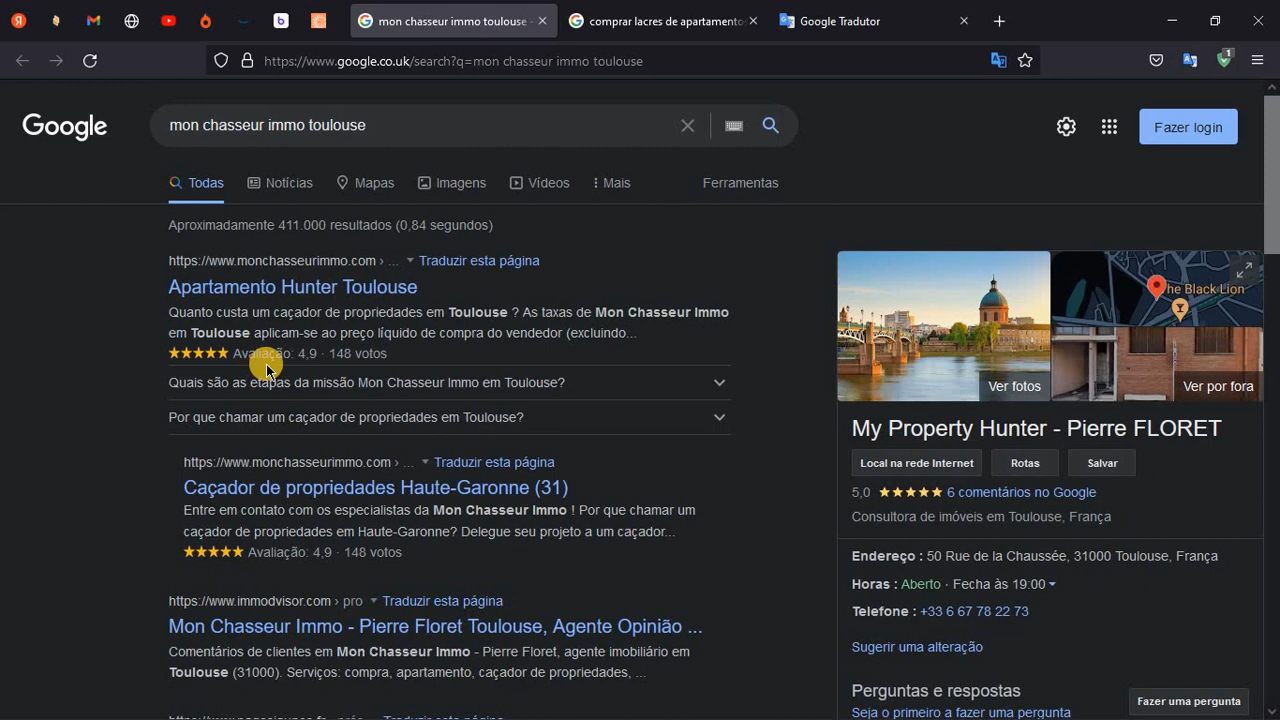 mon chasseur immo toulouse -
comprar lacres de apartamento
Google Tradutor
https://www.google.co.uk/search?q=mon chasseur immo toulouse
1
Google
mon chasseur immo toulouse
Fazer login
Todas
Notícias
Mapas
Imagens
Vídeos
Mais
Ferramentas
Aproximadamente 411.000 resultados (0,84 segundos)
https://www.monchasseurimmo.com › ... Traduzir esta página
Apartamento Hunter Toulouse
Quanto custa um caçador de propriedades em Toulouse ? As taxas de Mon Chasseur Immo
em Toulouse aplicam-se ao preço líquido de compra do vendedor (excluindo...
Avaliação: 4,9 · 148 votos
Quais são as etapas da missão Mon Chasseur Immo em Toulouse?
Por que chamar um caçador de propriedades em Toulouse?
https://www.monchasseurimmo.com › ... Traduzir esta página
Caçador de propriedades Haute-Garonne (31)
Entre em contato com os especialistas da Mon Chasseur Immo ! Por que chamar um
caçador de propriedades em Haute-Garonne? Delegue seu projeto a um caçador...
Avaliação: 4,9 · 148 votos
https://www.immodvisor.com › pro Traduzir esta página
Mon Chasseur Immo - Pierre Floret Toulouse, Agente Opinião ...
Comentários de clientes em Mon Chasseur Immo - Pierre Floret, agente imobiliário em
Toulouse (31000). Serviços: compra, apartamento, caçador de propriedades, ...
The Black Lion
Ver fotos
Ver por fora
My Property Hunter - Pierre FLORET
Local na rede Internet
Rotas
Salvar
5,0 6 comentários no Google
Consultora de imóveis em Toulouse, França
Endereço : 50 Rue de la Chaussée, 31000 Toulouse, França
Horas : Aberto · Fecha às 19:00
Telefone : +33 6 67 78 22 73
Sugerir uma alteração
Perguntas e respostas
Fazer uma pergunta
Seja o primeiro a fazer uma pergunta